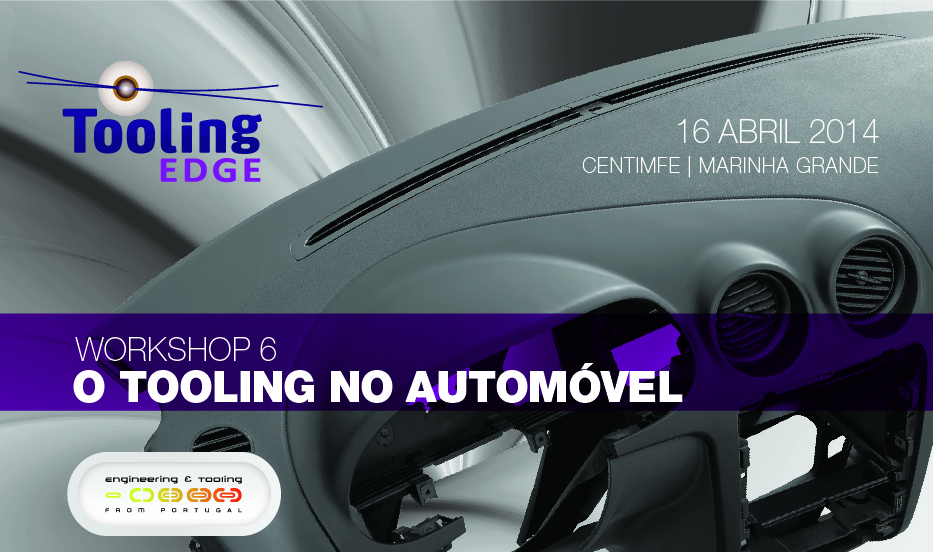 Tooling
EDGE
16 ABRIL 2014
CENTIMFE | MARINHA GRANDE
WORKSHOP 6
O TOOLING NO AUTOMÓVEL
engineering & tooling
FROM PORTUGAL